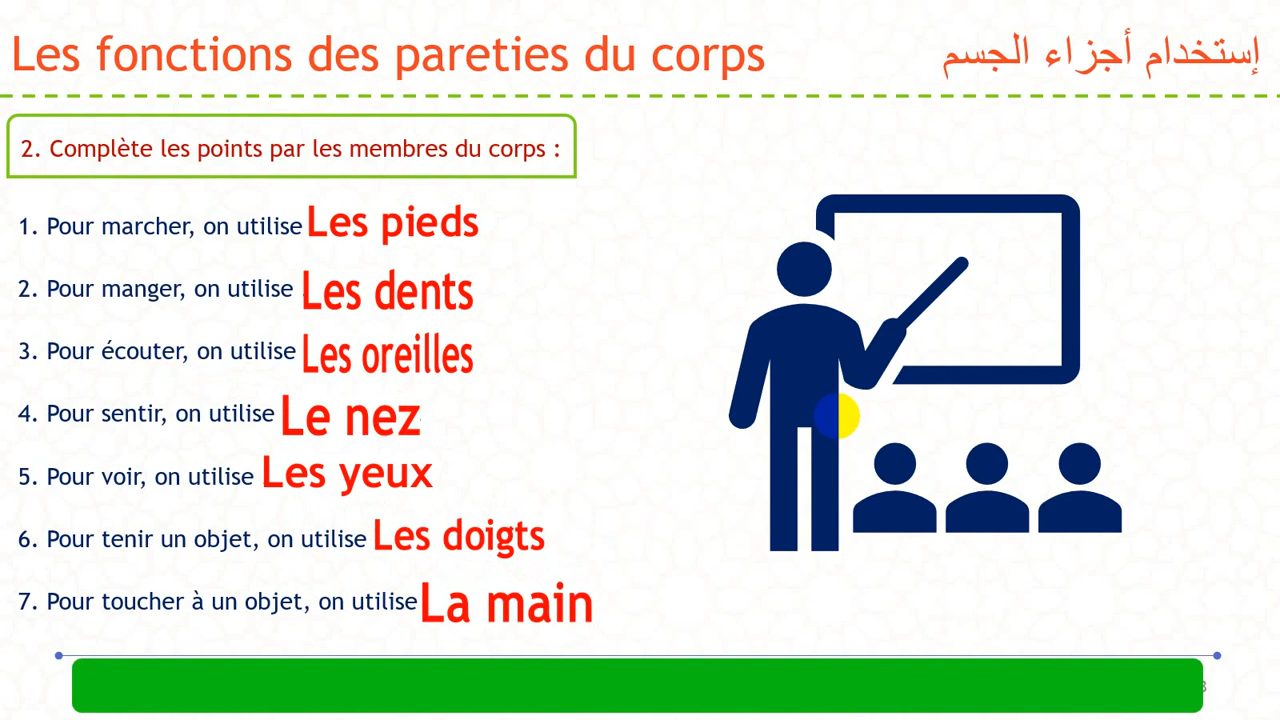 Les fonctions des pareties du corps
إستخدام أجزاء الجسم
2. Complète les points par les membres du corps :
1. Pour marcher, on utilise Les pieds
2. Pour manger, on utilise Les dents
3. Pour écouter, on utilise Les oreilles
4. Pour sentir, on utilise Le nez
5. Pour voir, on utilise Les yeux
6. Pour tenir un objet, on utilise Les doigts
7. Pour toucher à un objet, on utilise La main